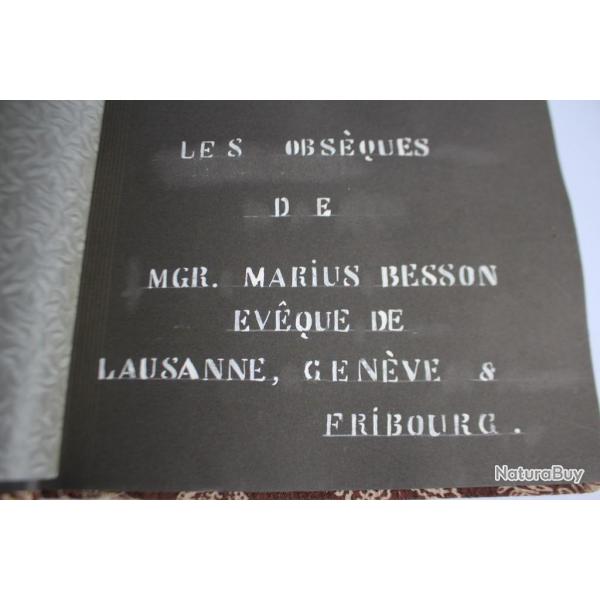 LES OBSÈQUES
DE
MGR. MARIUS BESSON
EVÊQUE DE
LAUSANNE, GENÈVE &
FRIBOURG.
NaturaBuy